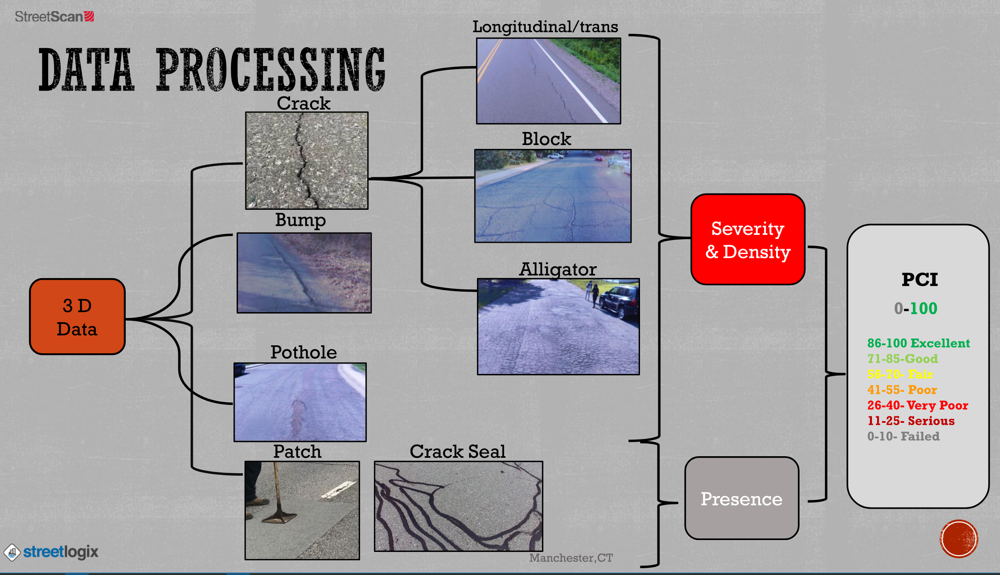 StreetScan
DATA PROCESSING
Longitudinal/trans
Crack
Block
Bump
Alligator
Severity
& Density
3 D
Data
PCI
0-100
86-100 Excellent
71-85-Good
56-70- Fair
41-55- Poor
26-40- Very Poor
11-25- Serious
0-10- Failed
Pothole
Patch
Crack Seal
Presence
streetlogix
Manchester,CT